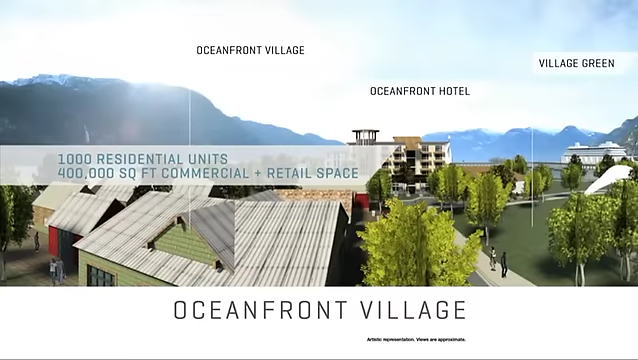 OCEANFRONT VILLAGE
VILLAGE GREEN
OCEANFRONT HOTEL
1000 RESIDENTIAL UNITS
400,000 SQ FT COMMERCIAL + RETAIL SPACE
OCEANFRONT VILLAGE
Artistic representation. Views are approximate.